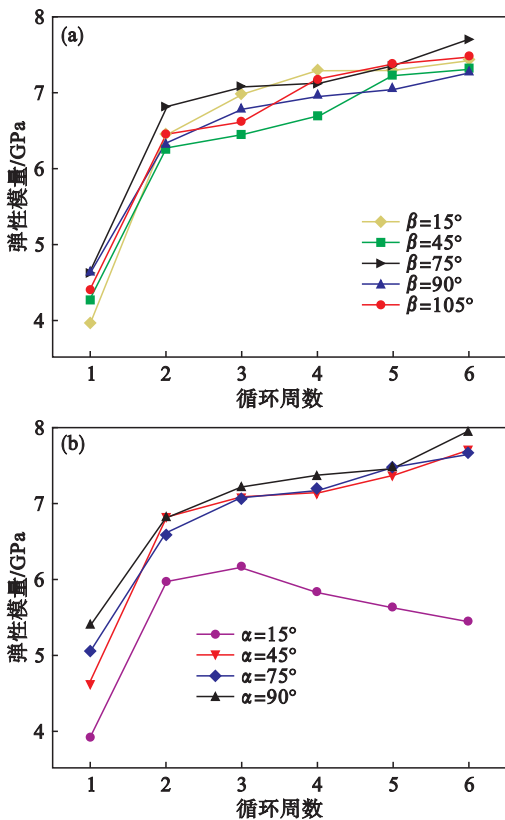 (a)
8
7
6
5
4
弹性模量/GPa
β=15°
β=45°
β=75°
β=90°
β=105°
1 2 3 4 5 6
循环周数
(b)
8
7
6
5
4
弹性模量/GPa
α=15°
α=45°
α=75°
α=90°
1 2 3 4 5 6
循环周数